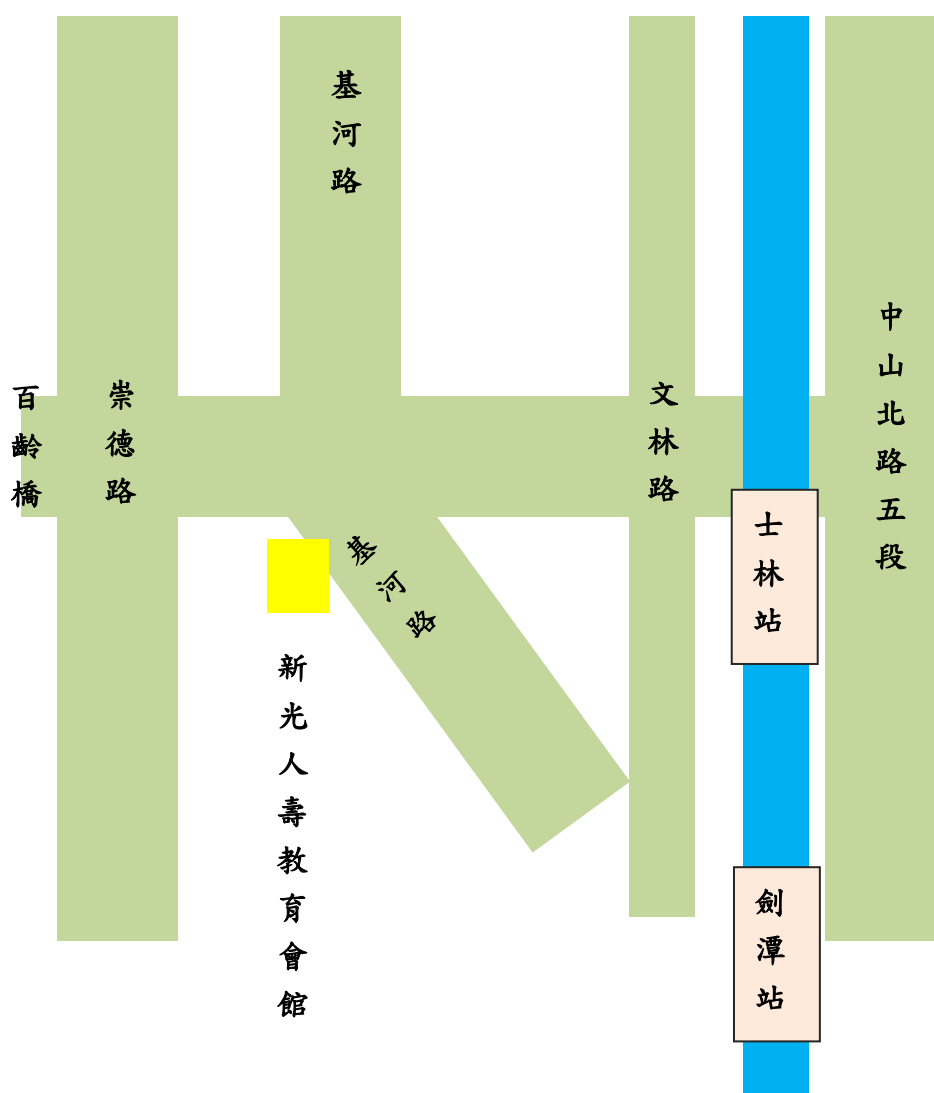 基河路
中山北路五段
文林路
崇德路
百齡橋
士林站
基河路
新光人壽教育會館
劍潭站